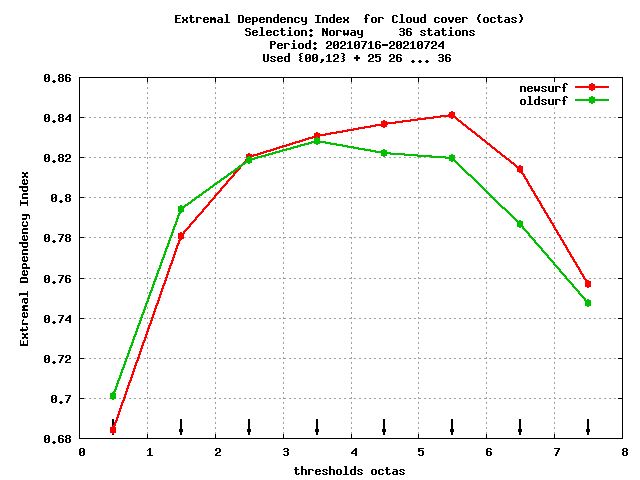 Extremal Dependency Index  for Cloud cover (octas)
Selection: Norway     36 stations
Period: 20210716-20210724
Used {00,12} + 25 26 ... 36
newsurf
oldsurf
Extremal Dependency Index
0.86
0.84
0.82
0.8
0.78
0.76
0.74
0.72
0.7
0.68
0 1 2 3 4 5 6 7 8
thresholds octas